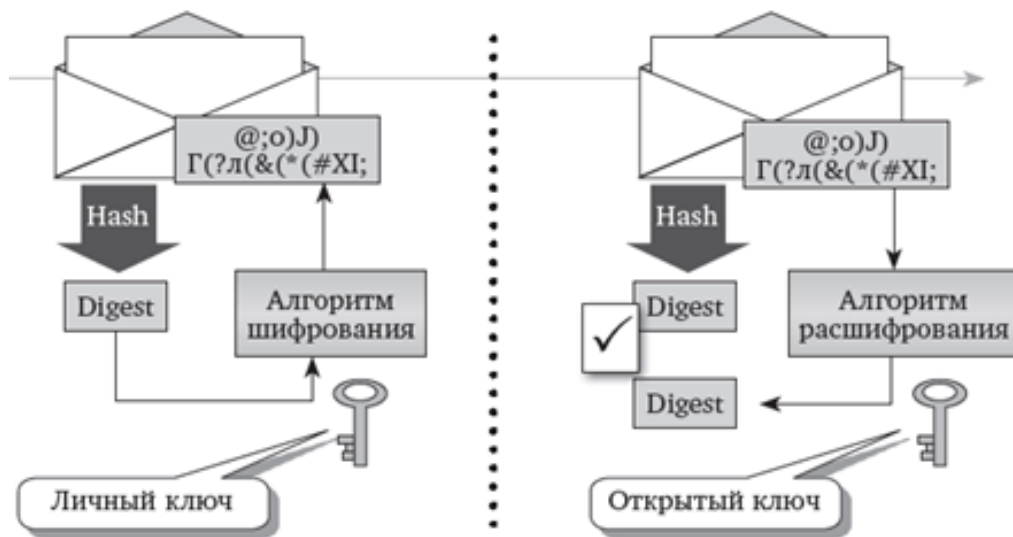 @;o)J)
Г(?л(&(*(#XI;
Hash
Digest
Алгоритм
шифрования
Личный ключ
@;o)J)
Г(?л(&(*(#XI;
Hash
Digest
Алгоритм
расшифрования
Digest
Открытый ключ